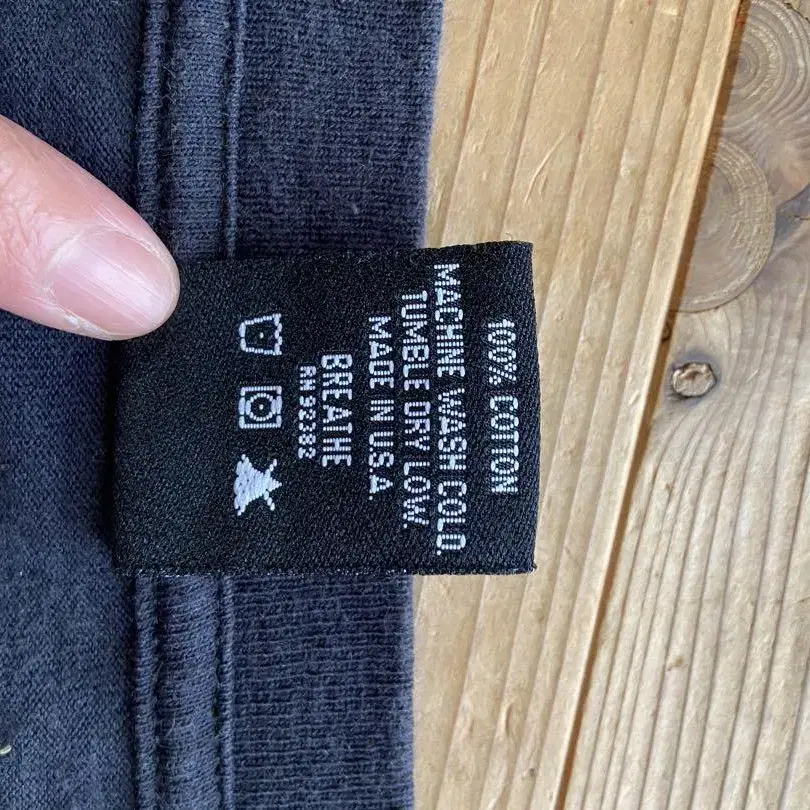 100% COTTON
MACHINE WASH COLD.
TUMBLE DRY LOW.
MADE IN U.S.A.
BREATHE
RN 92382